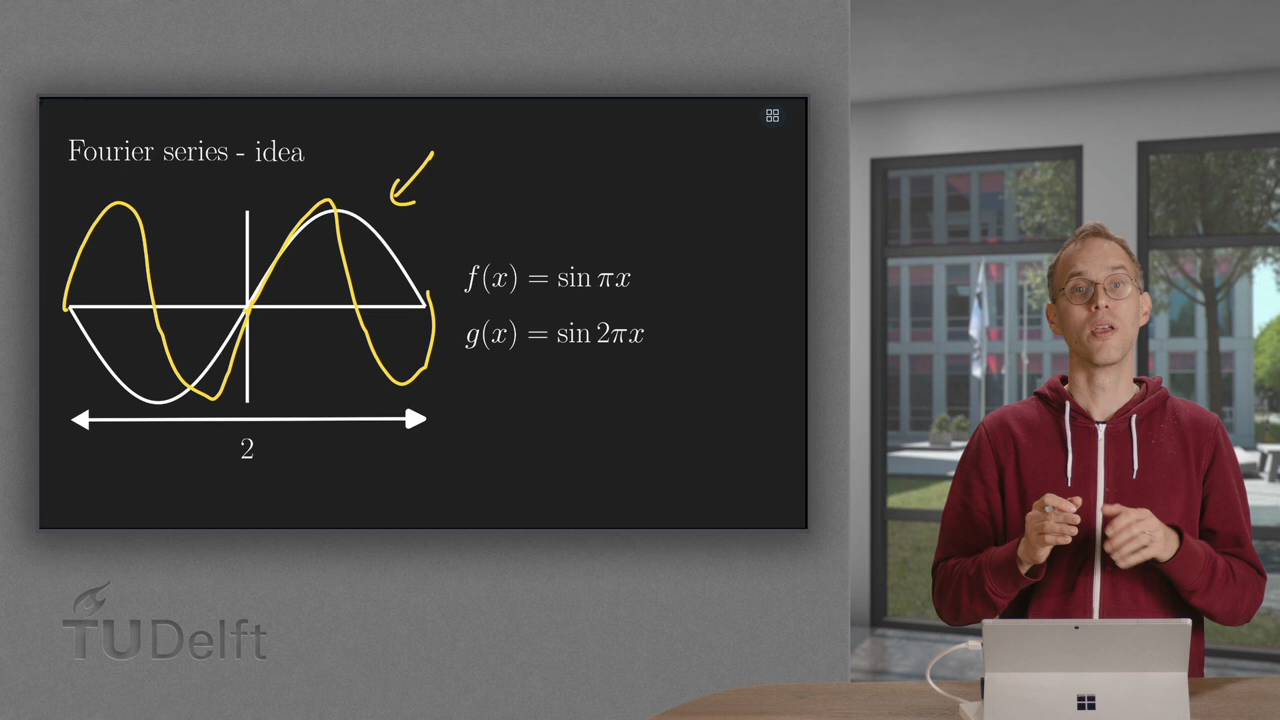 Fourier series - idea
f(x) = sin πx
g(x) = sin 2πx
2
TUDelft